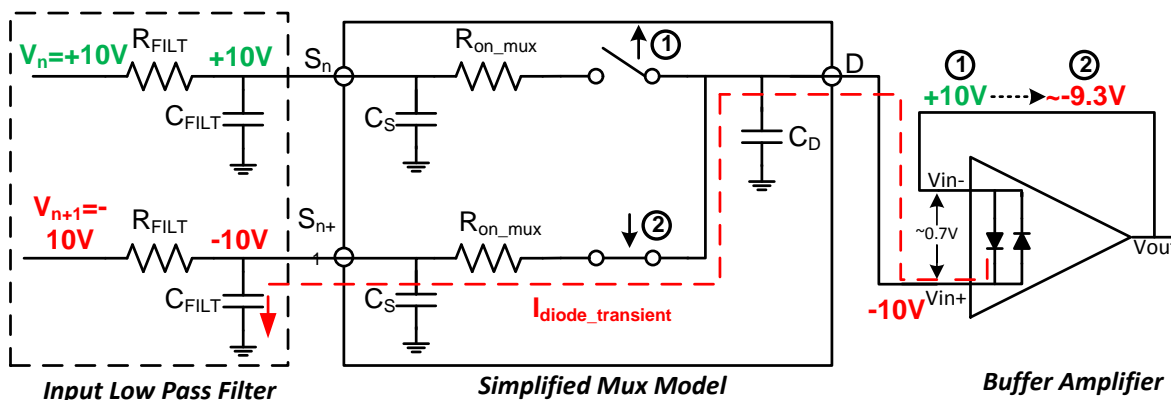 Vn=+10V
RFILT
+10V
CFILT
Sn
CS
Ron_mux
1
D
CD
Vn+1=-
10V
RFILT
-10V
CFILT
Sn+
1
CS
Ron_mux
2
Idiode_transient
1
2
+10V
~-9.3V
Vin-
~0.7V
Vin+
-10V
Vout
Input Low Pass Filter
Simplified Mux Model
Buffer Amplifier